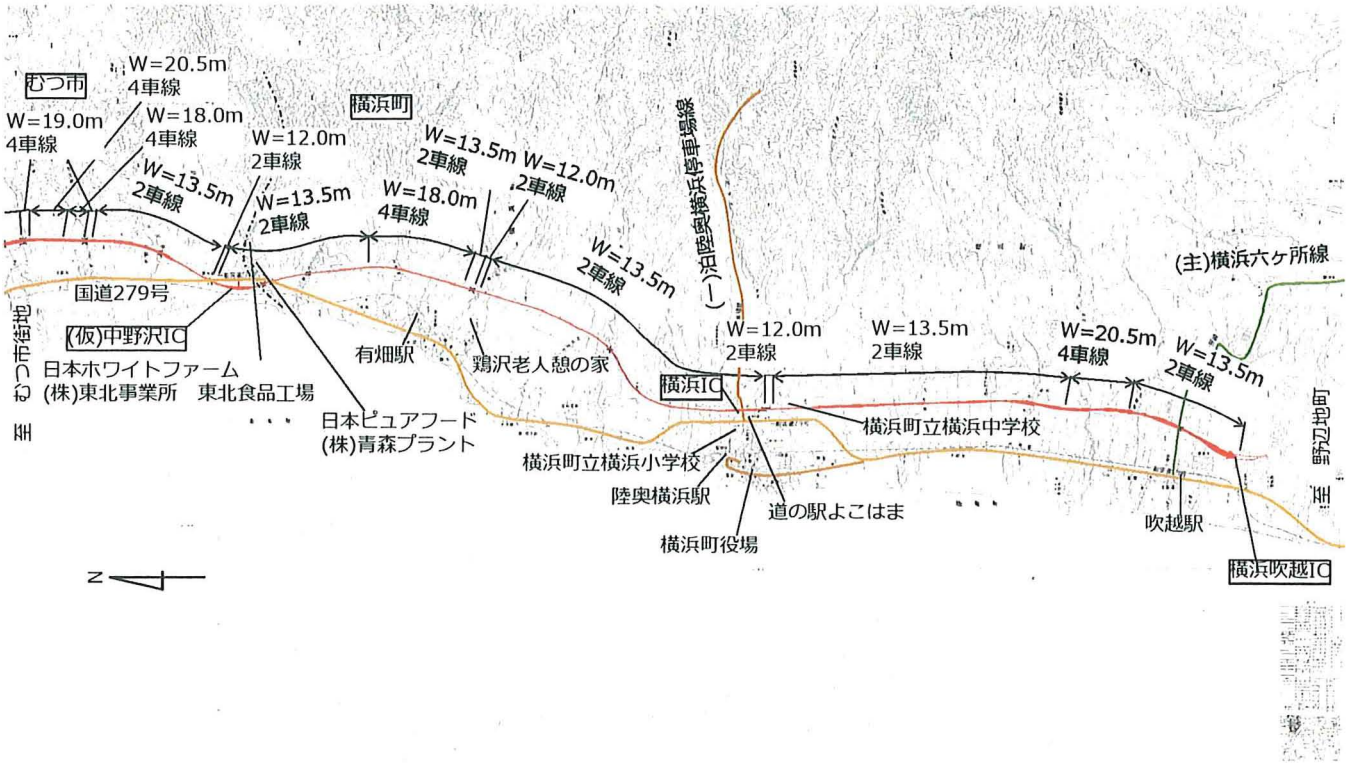 むつ市
W=20.5m
4車線
W=19.0m
4車線
W=18.0m
4車線
W=13.5m
2車線
W=12.0m
2車線
横浜町
W=13.5m
2車線
W=18.0m
4車線
W=13.5m
2車線
W=12.0m
2車線
W=13.5m
2車線
(一)泊陸奥横浜停車場線
W=12.0m
2車線
W=13.5m
2車線
W=20.5m
4車線
W=13.5m
2車線
(主)横浜六ヶ所線
国道279号
至 むつ市街地
(仮)中野沢IC
日本ホワイトファーム
(株)東北事業所 東北食品工場
日本ピュアフード
(株)青森プラント
有畑駅
鶏沢老人憩の家
横浜IC
横浜町立横浜小学校
陸奥横浜駅
横浜町役場
道の駅よこはま
横浜町立横浜中学校
吹越駅
横浜吹越IC
至 野辺地町
N